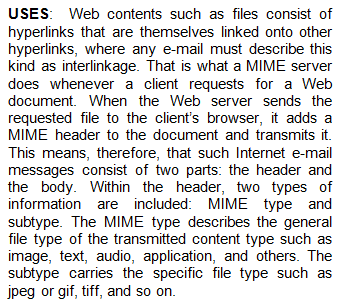 USES: Web contents such as files consist of
hyperlinks that are themselves linked onto other
hyperlinks, where any e-mail must describe this
kind as interlinkage. That is what a MIME server
does whenever a client requests for a Web
document. When the Web server sends the
requested file to the client's browser, it adds a
MIME header to the document and transmits it.
This means, therefore, that such Internet e-mail
messages consist of two parts: the header and
the body. Within the header, two types of
information are included: MIME type and
subtype. The MIME type describes the general
file type of the transmitted content type such as
image, text, audio, application, and others. The
subtype carries the specific file type such as
jpeg or gif, tiff, and so on.